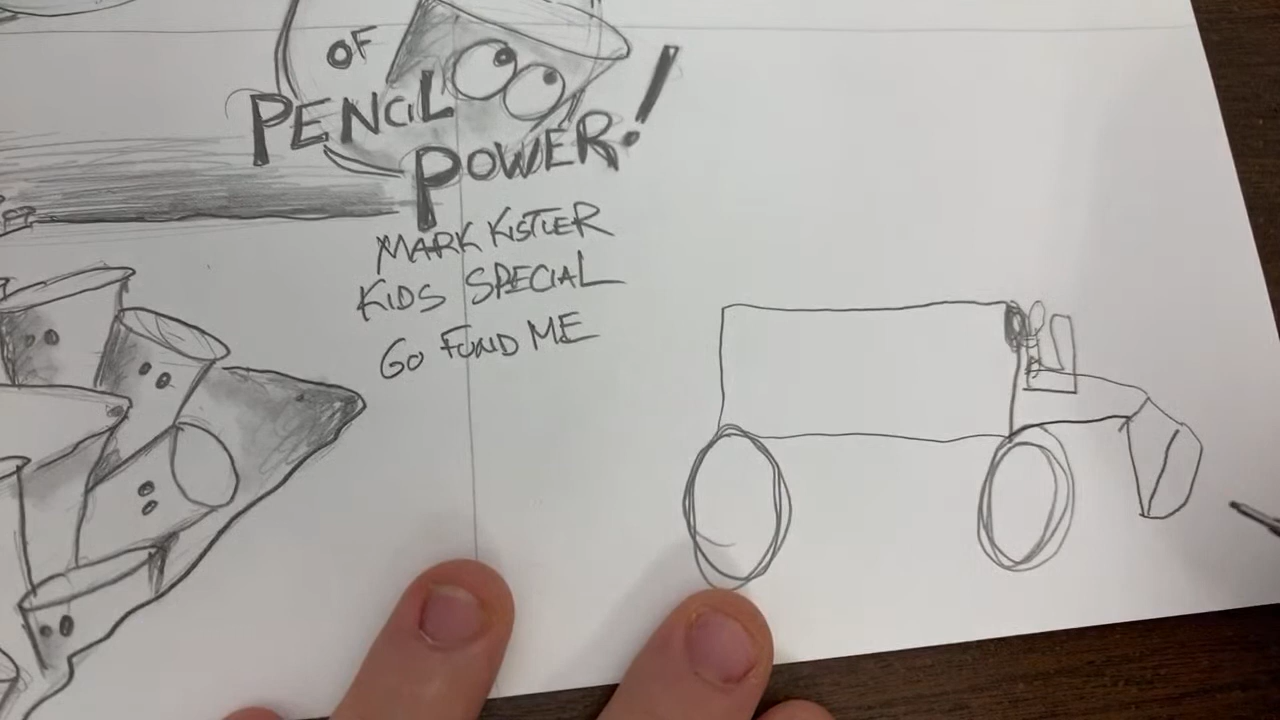 OF
PENCIL
POWER!
MARK KISTLER
KIDS SPECIAL
GO FUND ME